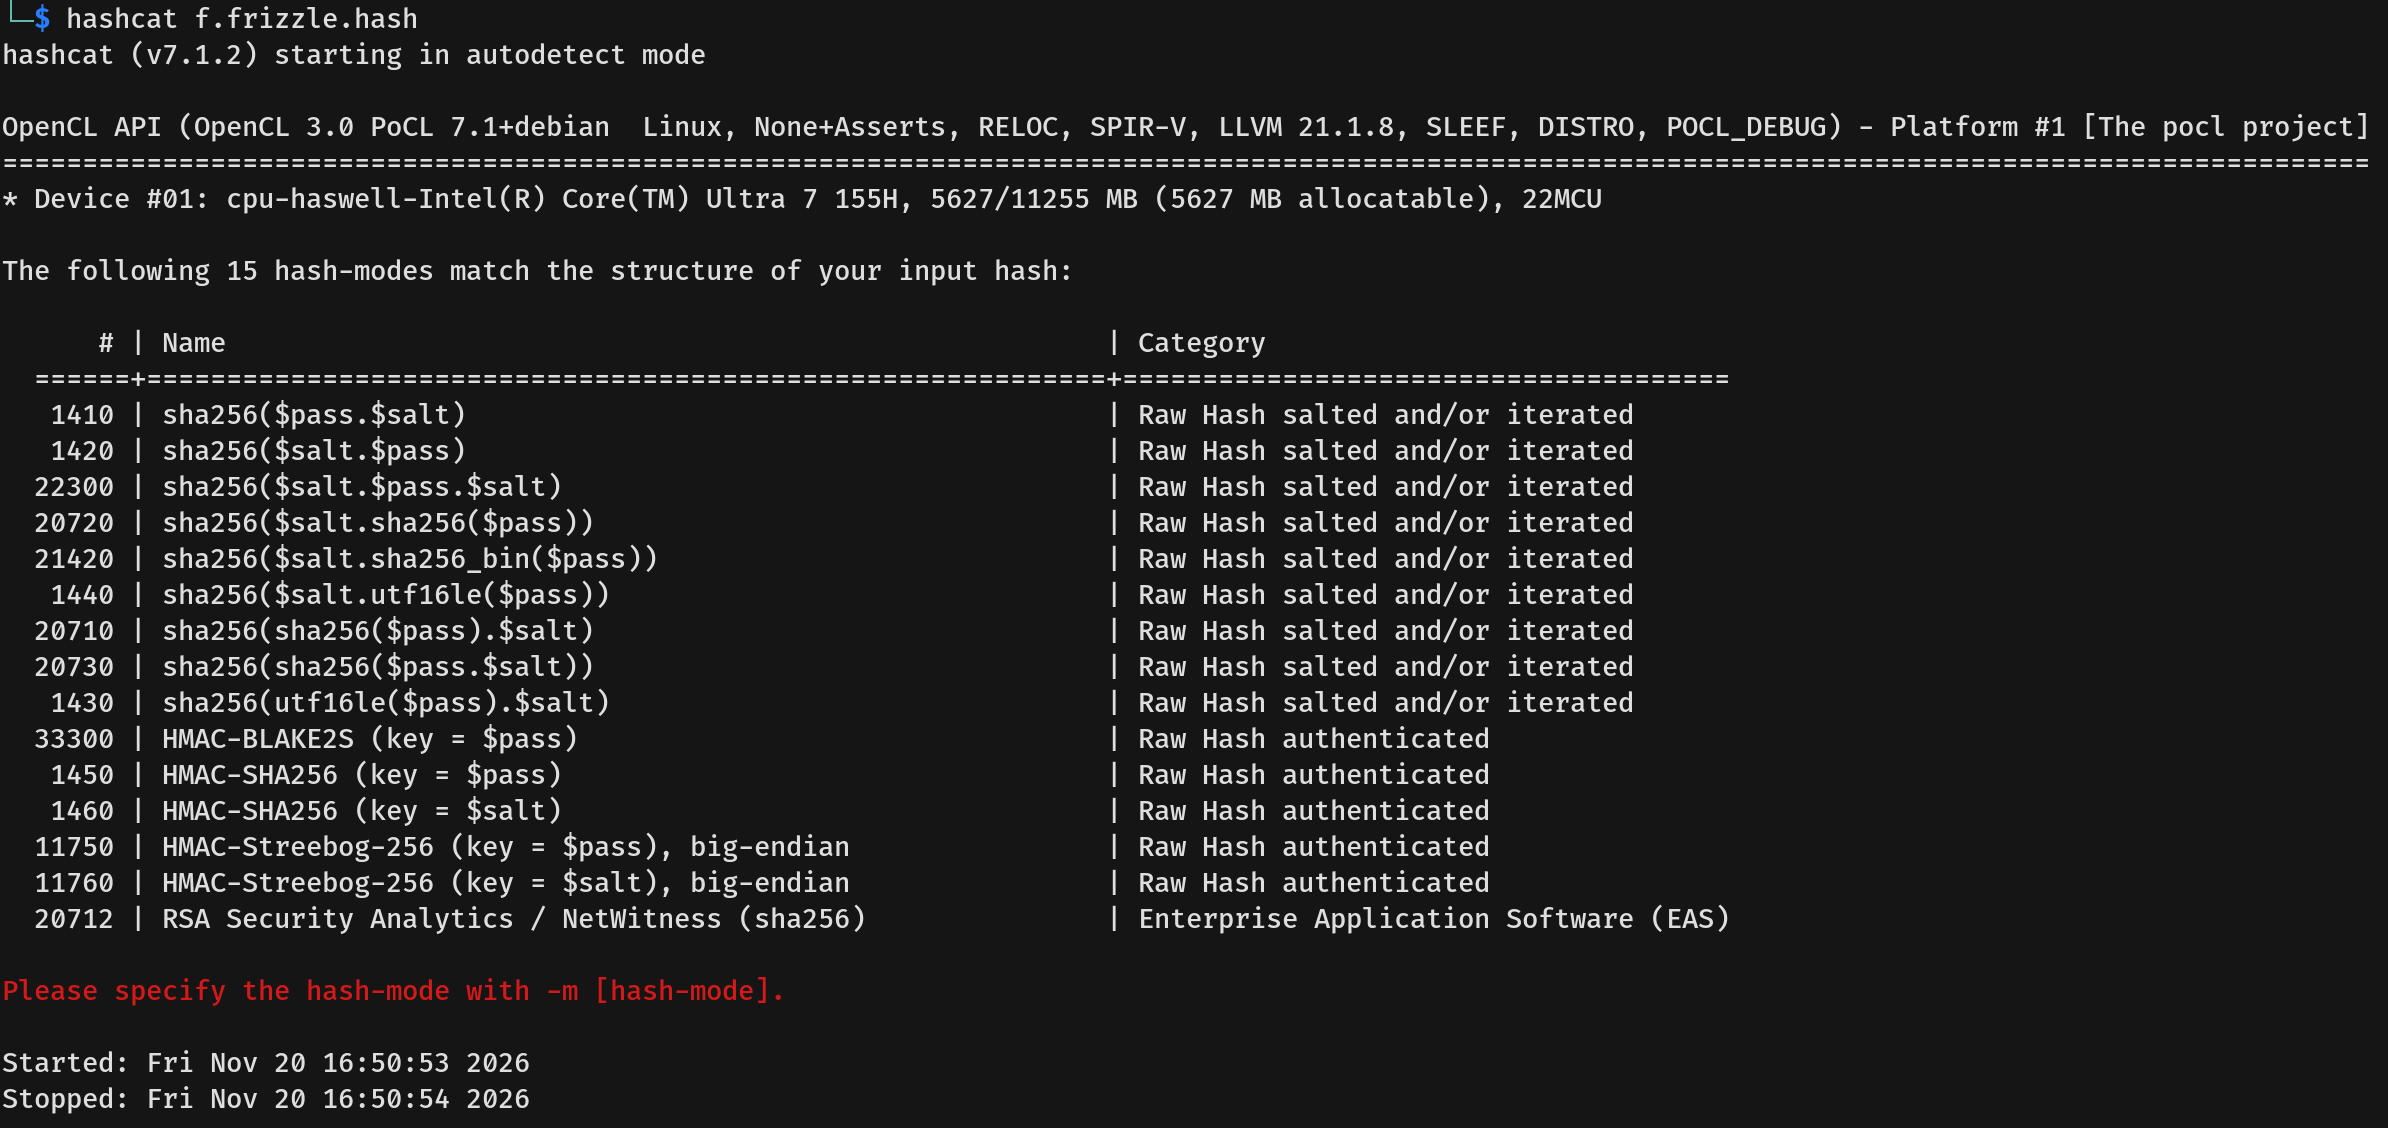 └─$ hashcat f.frizzle.hash
hashcat (v7.1.2) starting in autodetect mode
OpenCL API (OpenCL 3.0 PoCL 7.1+debian  Linux, None+Asserts, RELOC, SPIR-V, LLVM 21.1.8, SLEEF, DISTRO, POCL_DEBUG) - Platform #1 [The pocl project]
====================================================================================================================================================
* Device #01: cpu-haswell-Intel(R) Core(TM) Ultra 7 155H, 5627/11255 MB (5627 MB allocatable), 22MCU
The following 15 hash-modes match the structure of your input hash:
      # | Name                                                       | Category
  ======+============================================================+======================================
   1410 | sha256($pass.$salt)                                        | Raw Hash salted and/or iterated
   1420 | sha256($salt.$pass)                                        | Raw Hash salted and/or iterated
  22300 | sha256($salt.$pass.$salt)                                  | Raw Hash salted and/or iterated
  20720 | sha256($salt.sha256($pass))                                | Raw Hash salted and/or iterated
  21420 | sha256($salt.sha256_bin($pass))                            | Raw Hash salted and/or iterated
   1440 | sha256($salt.utf16le($pass))                               | Raw Hash salted and/or iterated
  20710 | sha256(sha256($pass).$salt)                                | Raw Hash salted and/or iterated
  20730 | sha256(sha256($pass.$salt))                                | Raw Hash salted and/or iterated
   1430 | sha256(utf16le($pass).$salt)                               | Raw Hash salted and/or iterated
  33300 | HMAC-BLAKE2S (key = $pass)                                 | Raw Hash authenticated
   1450 | HMAC-SHA256 (key = $pass)                                  | Raw Hash authenticated
   1460 | HMAC-SHA256 (key = $salt)                                  | Raw Hash authenticated
  11750 | HMAC-Streebog-256 (key = $pass), big-endian                | Raw Hash authenticated
  11760 | HMAC-Streebog-256 (key = $salt), big-endian                | Raw Hash authenticated
  20712 | RSA Security Analytics / NetWitness (sha256)               | Enterprise Application Software (EAS)
Please specify the hash-mode with -m [hash-mode].
Started: Fri Nov 20 16:50:53 2026
Stopped: Fri Nov 20 16:50:54 2026